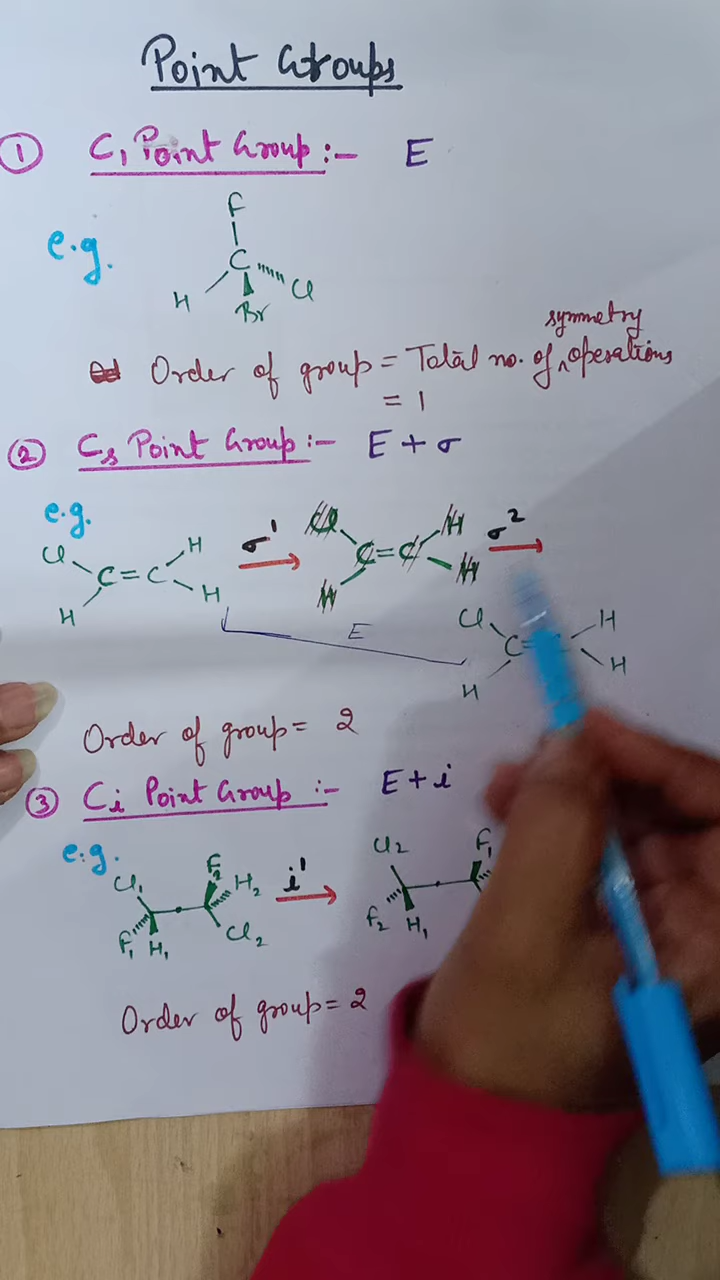 Point Groups
① C₁ Point Group :- E
e.g.
F
C
H Cl
Br
symmetry
Order of group = Total no. of ‸ operations
= 1
② Cs Point Group :- E + σ
e.g.
Cl H σ¹ Cl H σ²
C=C C=C
H H H H
Cl H
C
E
H H
Order of group = 2
③ Ci Point Group :- E + i
e.g.
Cl₁ F₂ H₂ i' Cl₂ F₁
F₁ H₁ Cl₂ F₂ H₁
Order of group = 2